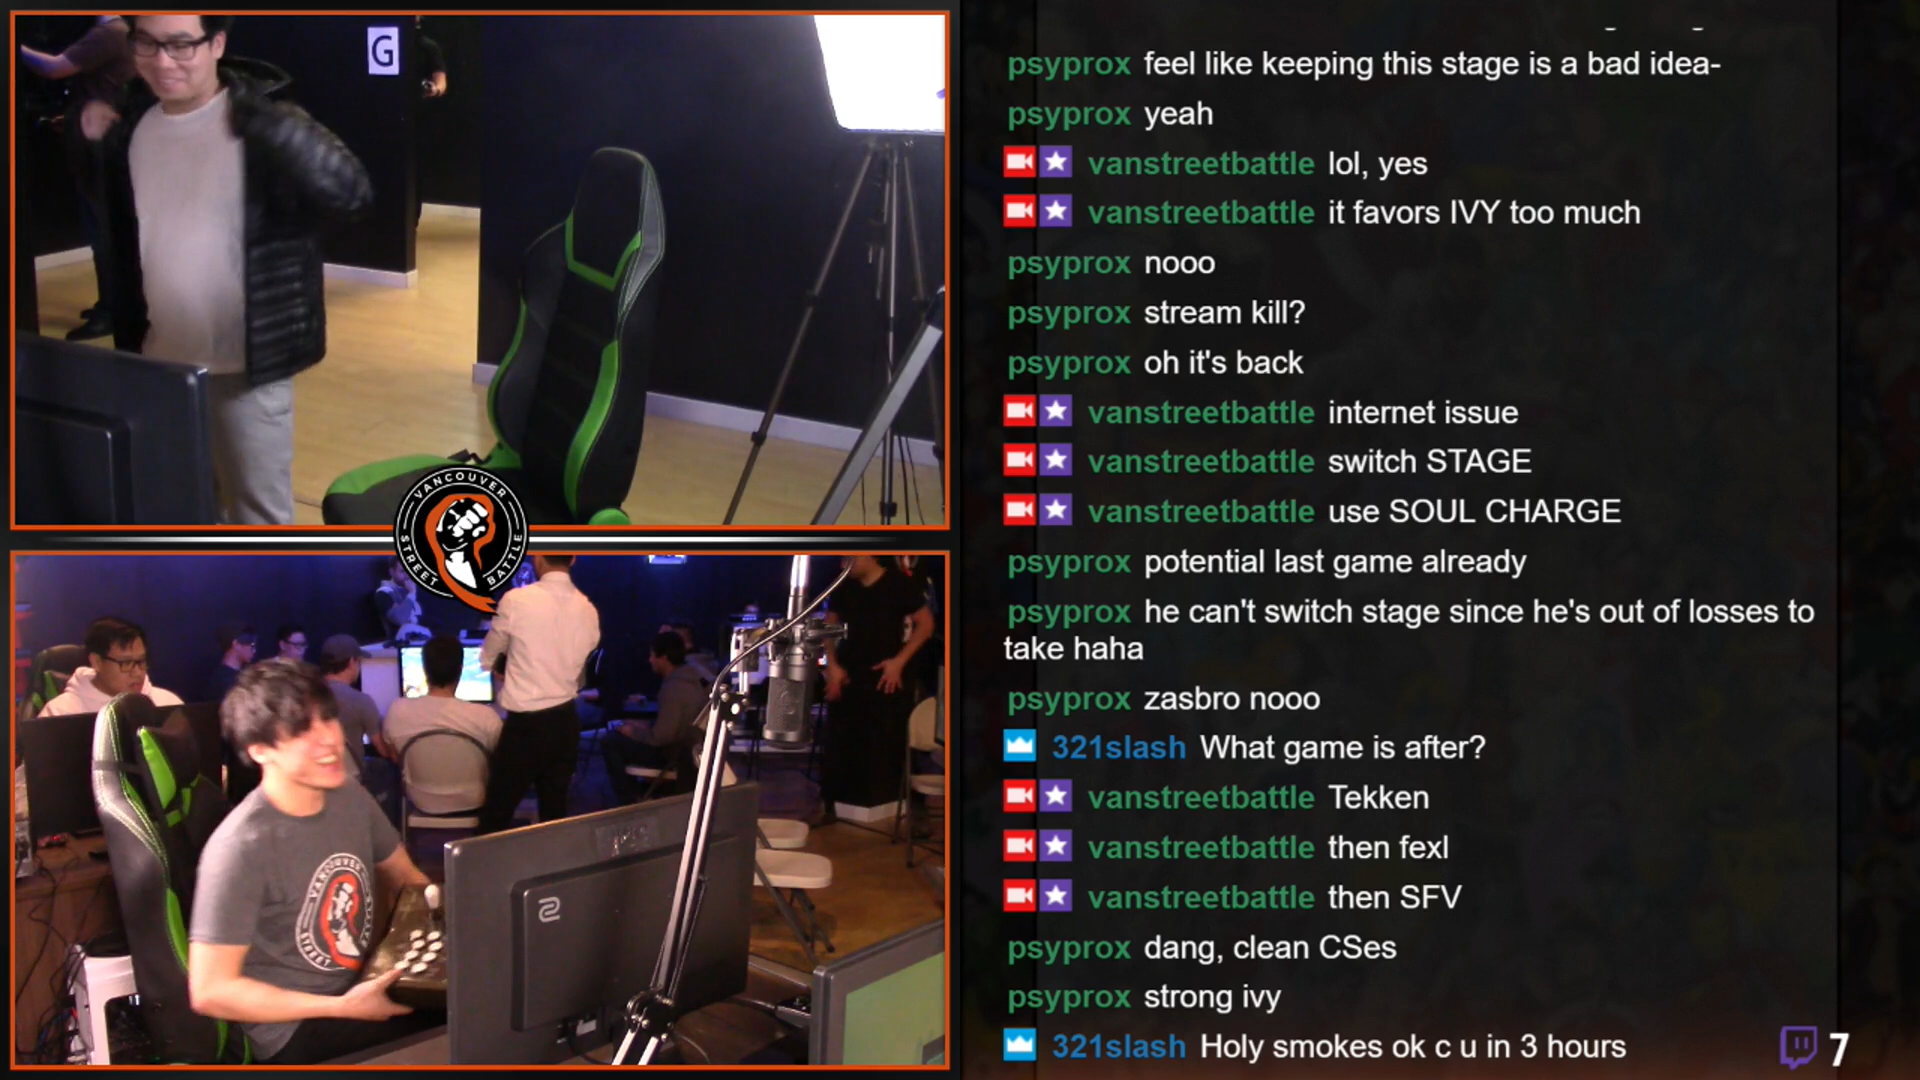 G
VANCOUVER
STREET BATTLE
VANCOUVER
STREET
psyprox feel like keeping this stage is a bad idea-
psyprox yeah
vanstreetbattle lol, yes
vanstreetbattle it favors IVY too much
psyprox nooo
psyprox stream kill?
psyprox oh it's back
vanstreetbattle internet issue
vanstreetbattle switch STAGE
vanstreetbattle use SOUL CHARGE
psyprox potential last game already
psyprox he can't switch stage since he's out of losses to
take haha
psyprox zasbro nooo
321slash What game is after?
vanstreetbattle Tekken
vanstreetbattle then fexl
vanstreetbattle then SFV
psyprox dang, clean CSes
psyprox strong ivy
321slash Holy smokes ok c u in 3 hours
7